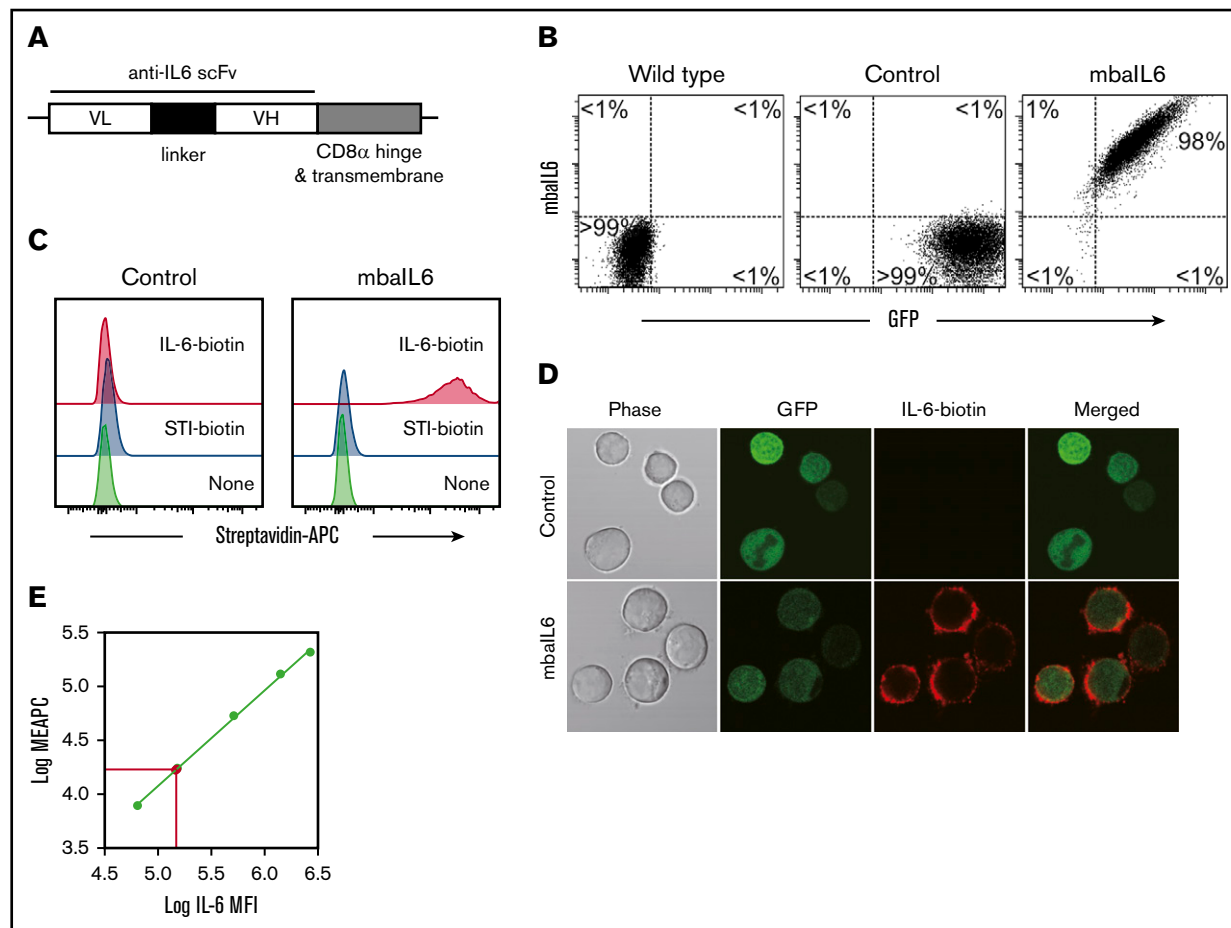 A
anti-IL6 scFv
VL
VH
linker
CD8α hinge
& transmembrane
B
Wild type
Control
mbaIL6
mbaIL6
<1%
<1%
>99%
<1%
<1%
<1%
<1%
>99%
<1%
1%
98%
<1%
<1%
GFP
C
Control
mbaIL6
IL-6-biotin
STI-biotin
None
IL-6-biotin
STI-biotin
None
Streptavidin-APC
D
Phase
GFP
IL-6-biotin
Merged
Control
mbaIL6
E
Log MEAPC
5.5
5.0
4.5
4.0
3.5
4.5 5.0 5.5 6.0 6.5
Log IL-6 MFI